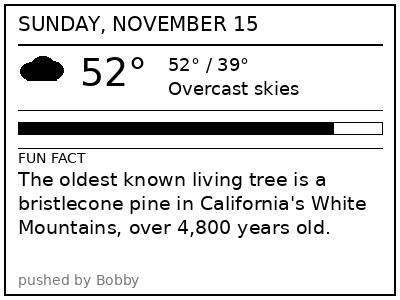 SUNDAY, NOVEMBER 15
52°
52° / 39°
Overcast skies
FUN FACT
The oldest known living tree is a
bristlecone pine in California's White
Mountains, over 4,800 years old.
pushed by Bobby